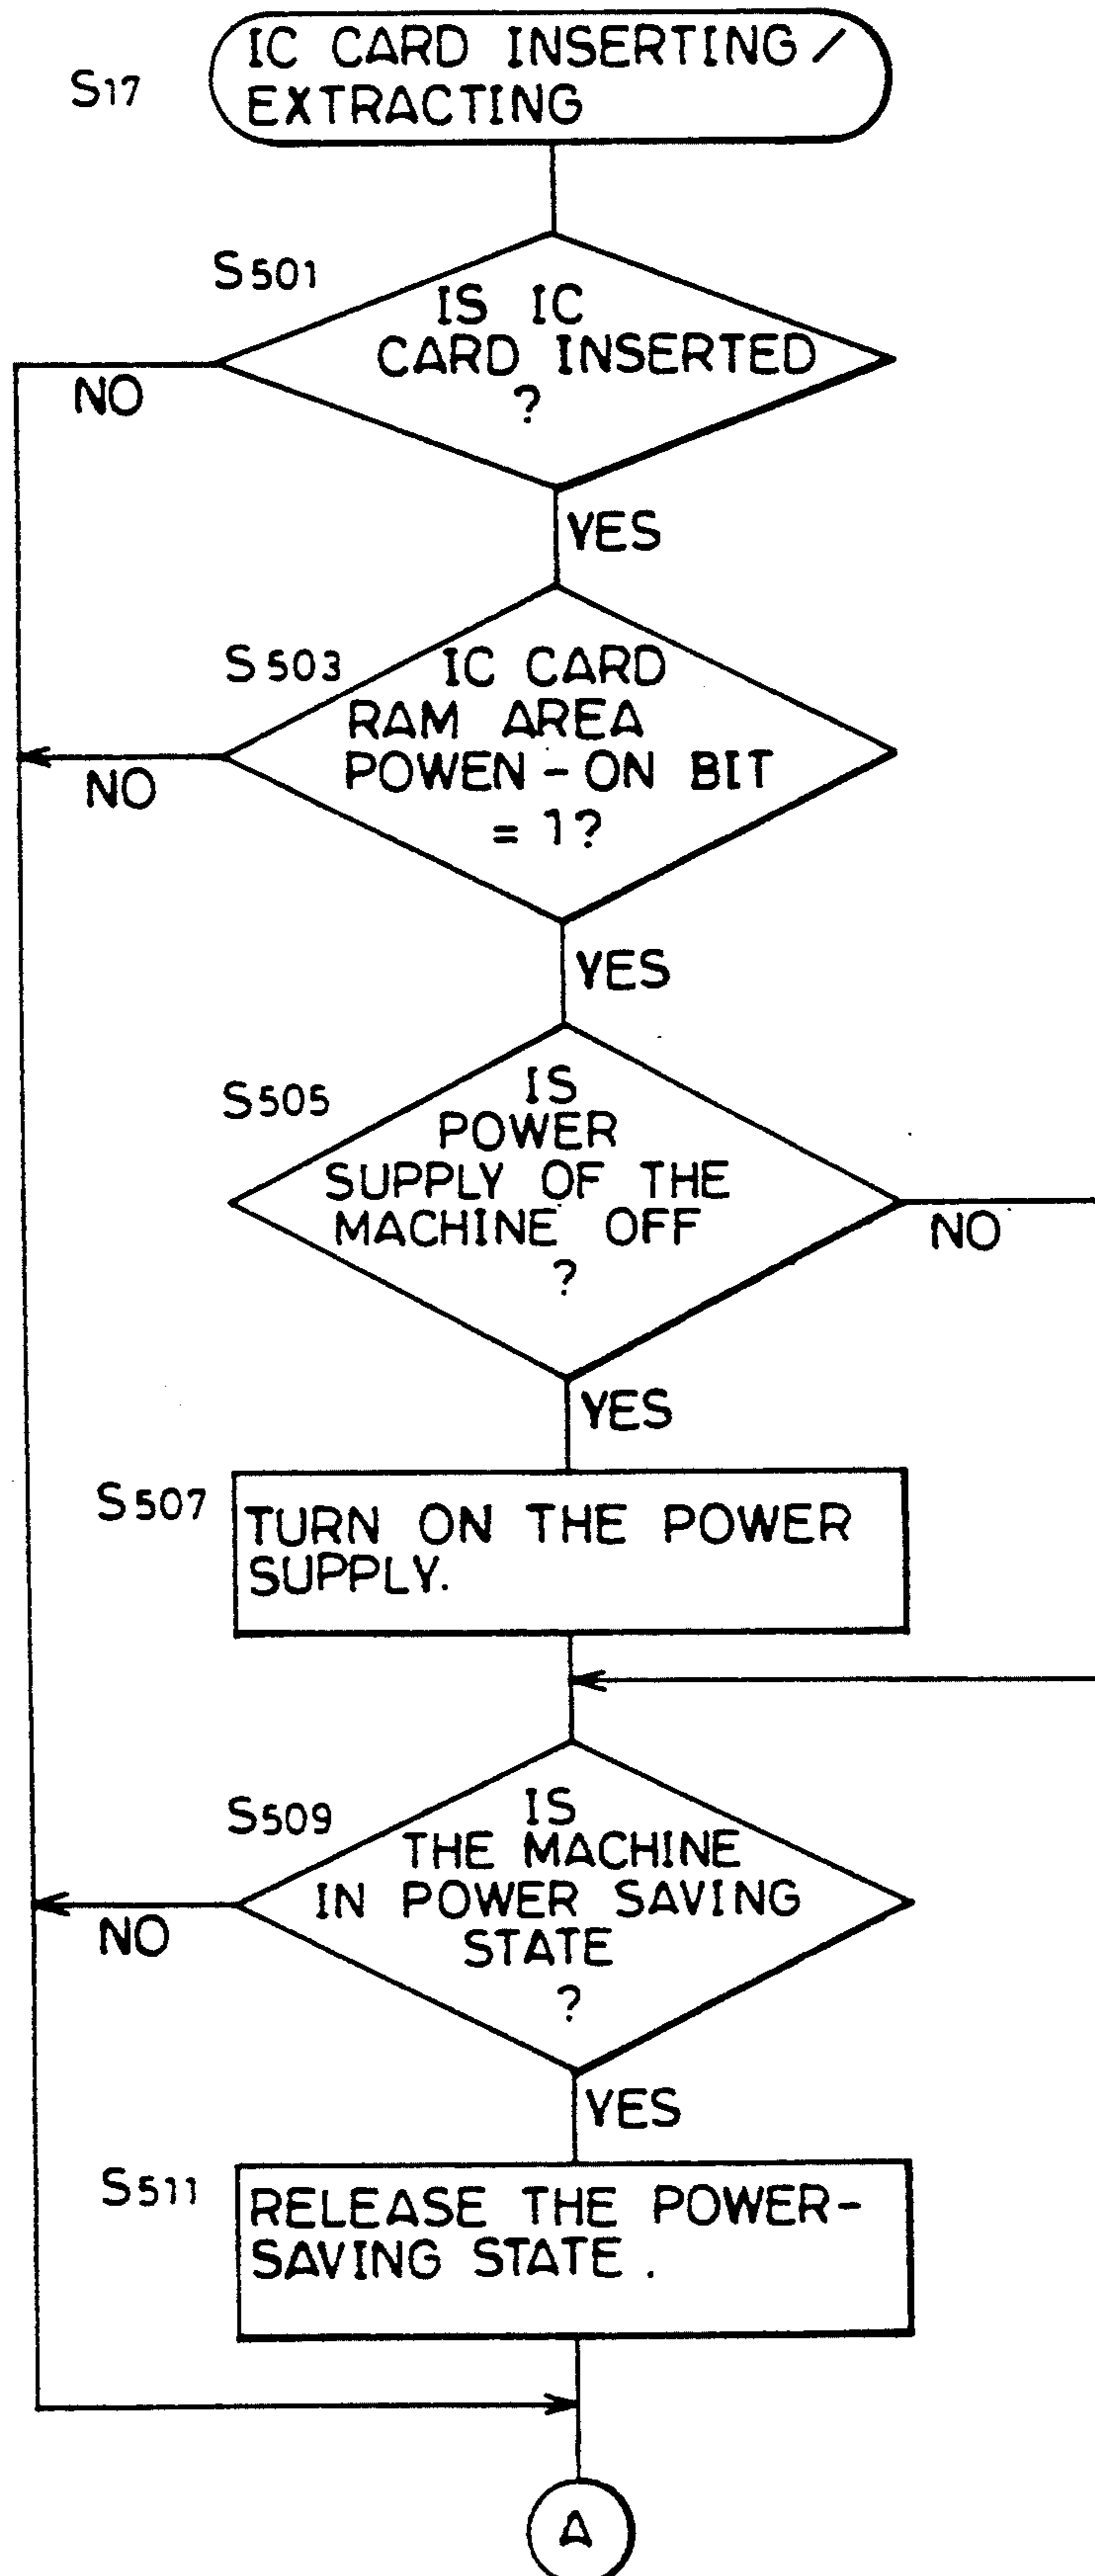 S17
IC CARD INSERTING /
EXTRACTING
S501
IS IC
CARD INSERTED
?
NO
YES
S503
IC CARD
RAM AREA
POWEN - ON BIT
= 1?
NO
YES
S505
IS
POWER
SUPPLY OF THE
MACHINE OFF
?
NO
YES
S507
TURN ON THE POWER
SUPPLY.
S509
IS
THE MACHINE
IN POWER SAVING
STATE
?
NO
YES
S511
RELEASE THE POWER-
SAVING STATE.
A